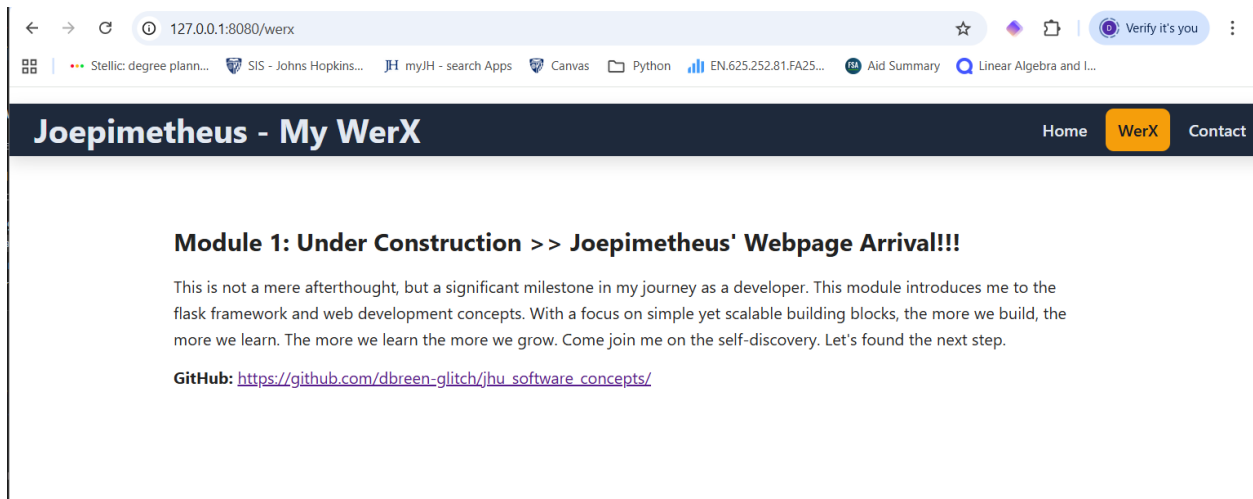 127.0.0.1:8080/werx
Verify it's you
Stellic: degree plann...
SIS - Johns Hopkins...
JH myJH - search Apps
Canvas
Python
EN.625.252.81.FA25...
FSA Aid Summary
Linear Algebra and I...
Joepimetheus - My WerX
Home
WerX
Contact
Module 1: Under Construction >> Joepimetheus' Webpage Arrival!!!
This is not a mere afterthought, but a significant milestone in my journey as a developer. This module introduces me to the
flask framework and web development concepts. With a focus on simple yet scalable building blocks, the more we build, the
more we learn. The more we learn the more we grow. Come join me on the self-discovery. Let's found the next step.
GitHub: https://github.com/dbreen-glitch/jhu_software_concepts/